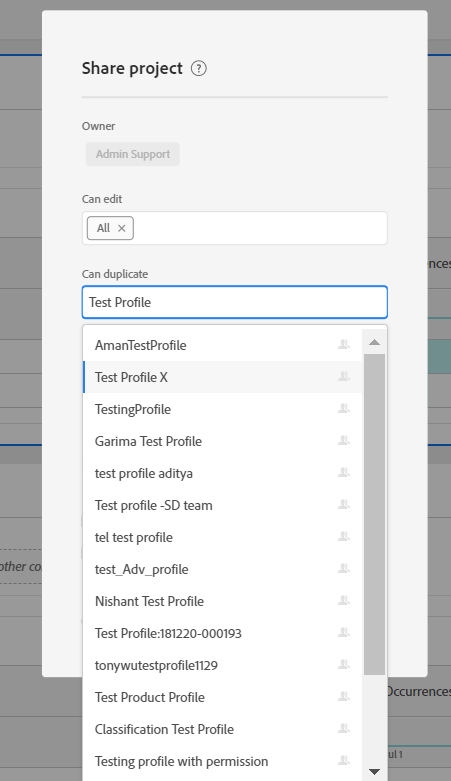 Share project ?
Owner
Admin Support
Can edit
All ×
Can duplicate
Test Profile
AmanTestProfile
Test Profile X
TestingProfile
Garima Test Profile
test profile aditya
Test profile -SD team
tel test profile
test_Adv_profile
Nishant Test Profile
Test Profile:181220-000193
tonywutestprofile1129
Test Product Profile
Classification Test Profile
Testing profile with permission
nces
other co
Occurrences
ul 1